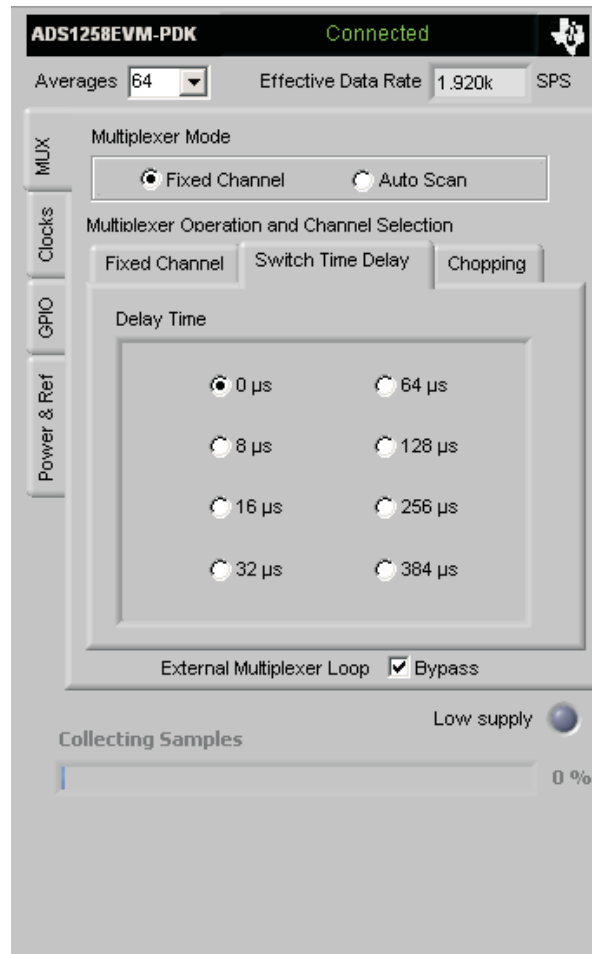 ADS1258EVM-PDK Connected
Averages 64 Effective Data Rate 1.920k SPS
MUX
Clocks
GPIO
Power & Ref
Multiplexer Mode
Fixed Channel Auto Scan
Multiplexer Operation and Channel Selection
Fixed Channel Switch Time Delay Chopping
Delay Time
0 µs 64 µs
8 µs 128 µs
16 µs 256 µs
32 µs 384 µs
External Multiplexer Loop Bypass
Low supply
Collecting Samples
0 %